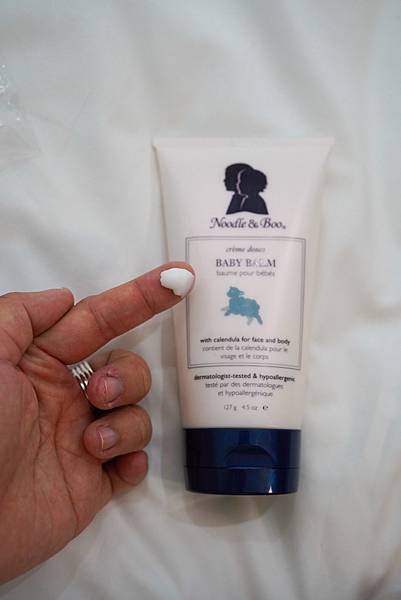 Noodle & Boo
crème douce
BABY BALM
baume pour bébés
with calendula for face and body
contient de la calendula pour le
visage et le corps
dermatologist-tested & hypoallergenic
testé par des dermatologues
et hypoallergénique
127 g 4.5 oz e